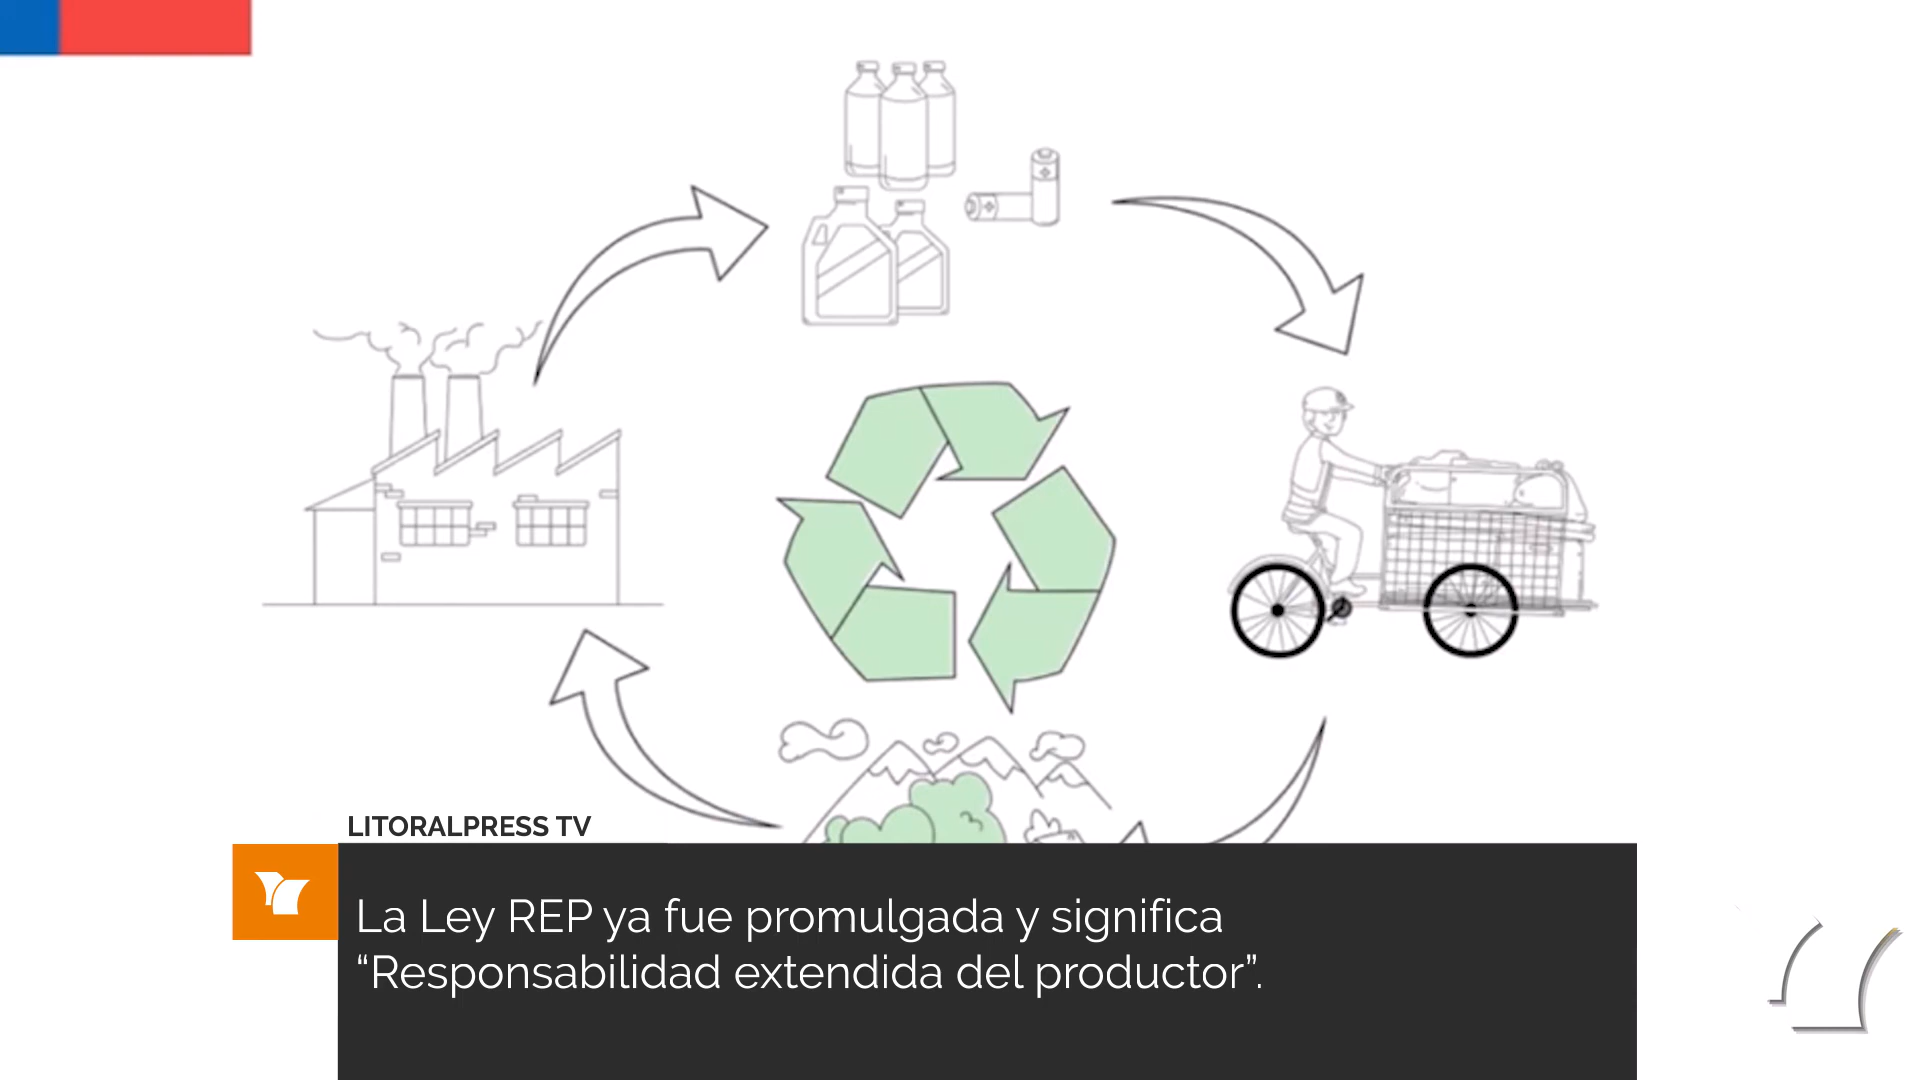 LITORALPRESS TV
La Ley REP ya fue promulgada y significa
“Responsabilidad extendida del productor”.